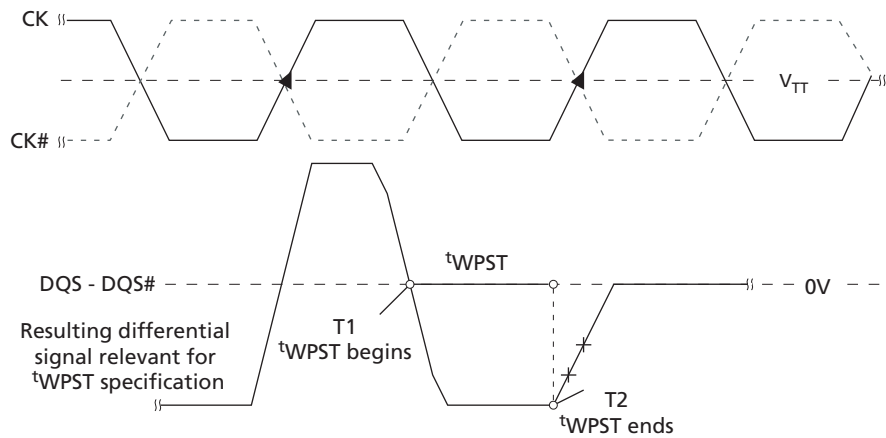 CK
V_TT
CK#
tWPST
DQS - DQS#
0V
Resulting differential
signal relevant for
tWPST specification
T1
tWPST begins
T2
tWPST ends